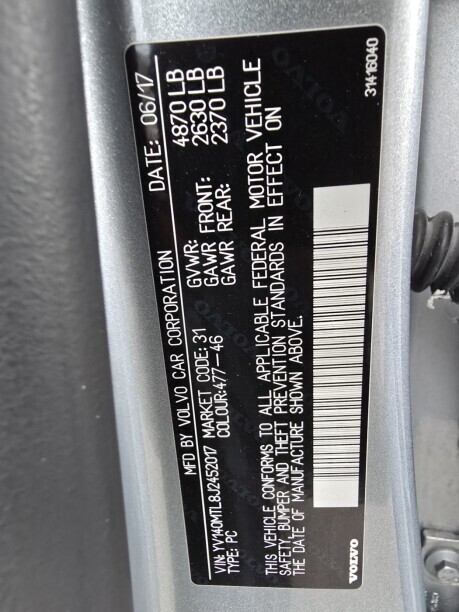 MFD BY VOLVO CAR CORPORATION DATE: 06/17
VIN: YV140MTL8J2452017 MARKET CODE: 31 GVWR: 4870 LB
TYPE: PC COLOUR: 477-46 GAWR FRONT: 2630 LB
GAWR REAR: 2370 LB
THIS VEHICLE CONFORMS TO ALL APPLICABLE FEDERAL MOTOR VEHICLE
SAFETY, BUMPER AND THEFT PREVENTION STANDARDS IN EFFECT ON
THE DATE OF MANUFACTURE SHOWN ABOVE.
VOLVO 31416040